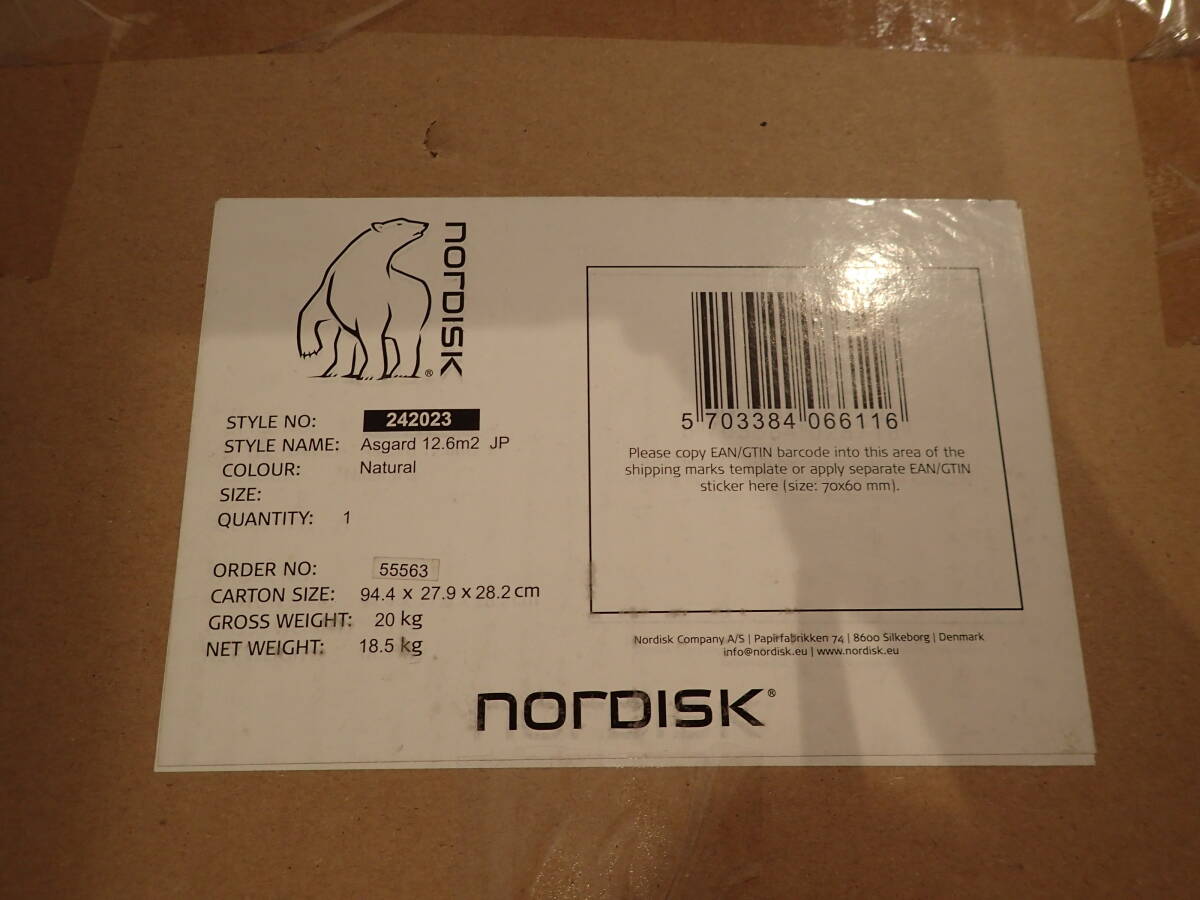 NORDISK®
STYLE NO: 242023
STYLE NAME: Asgard 12.6m2 JP
COLOUR: Natural
SIZE:
QUANTITY: 1
ORDER NO: 55563
CARTON SIZE: 94.4 x 27.9 x 28.2 cm
GROSS WEIGHT: 20 kg
NET WEIGHT: 18.5 kg
5 703384 066116
Please copy EAN/GTIN barcode into this area of the
shipping marks template or apply separate EAN/GTIN
sticker here (size: 70x60 mm).
Nordisk Company A/S | Papirfabrikken 74 | 8600 Silkeborg | Denmark
info@nordisk.eu | www.nordisk.eu
NORDISK®